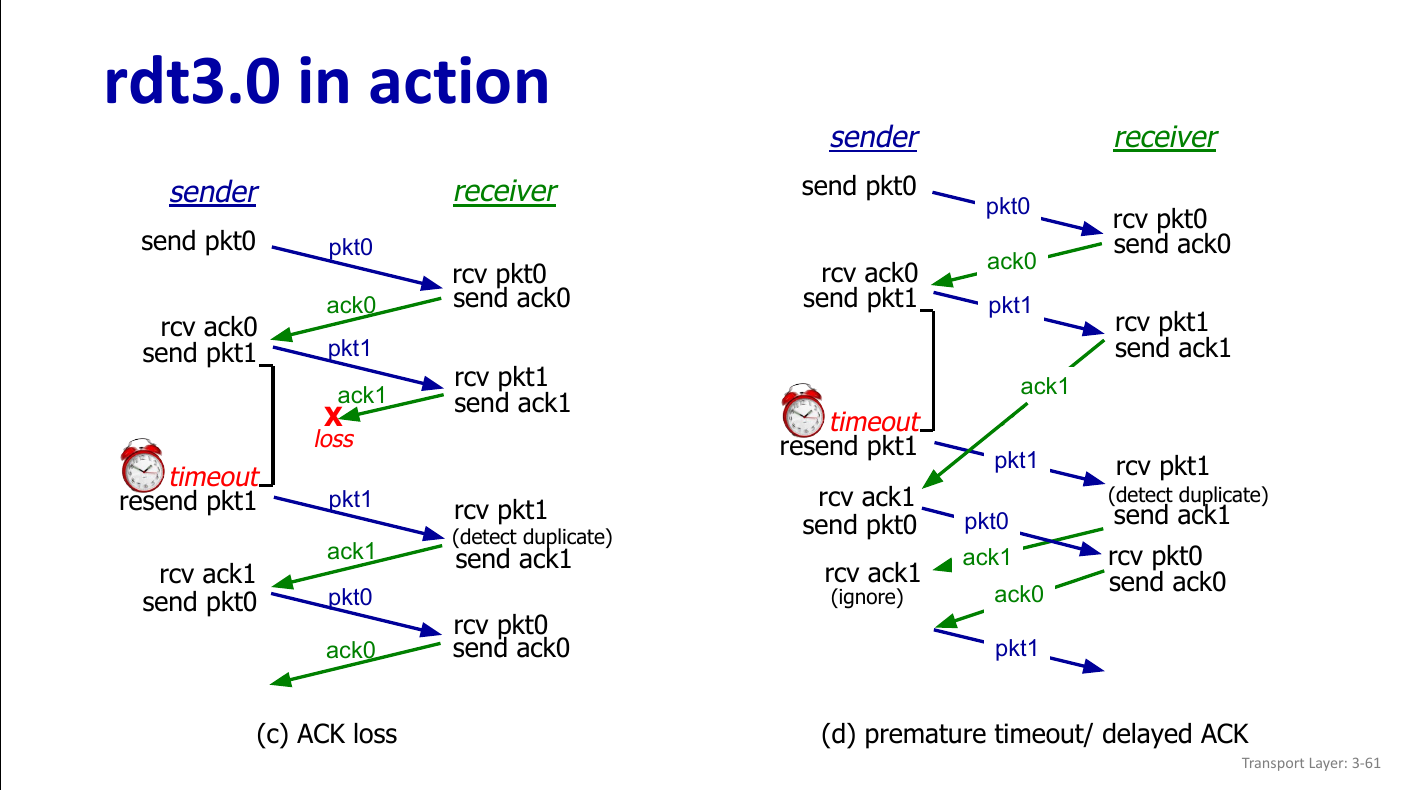 rdt3.0 in action
sender
receiver
send pkt0
pkt0
rcv pkt0
send ack0
ack0
rcv ack0
send pkt1
pkt1
rcv pkt1
send ack1
ack1
X
loss
timeout
resend pkt1
pkt1
rcv pkt1
(detect duplicate)
send ack1
ack1
rcv ack1
send pkt0
pkt0
rcv pkt0
send ack0
ack0
(c) ACK loss
sender
receiver
send pkt0
pkt0
rcv pkt0
send ack0
ack0
rcv ack0
send pkt1
pkt1
rcv pkt1
send ack1
ack1
timeout
resend pkt1
pkt1
rcv pkt1
(detect duplicate)
send ack1
rcv ack1
send pkt0
pkt0
ack1
rcv pkt0
send ack0
rcv ack1
(ignore)
ack0
pkt1
(d) premature timeout/ delayed ACK
Transport Layer: 3-61